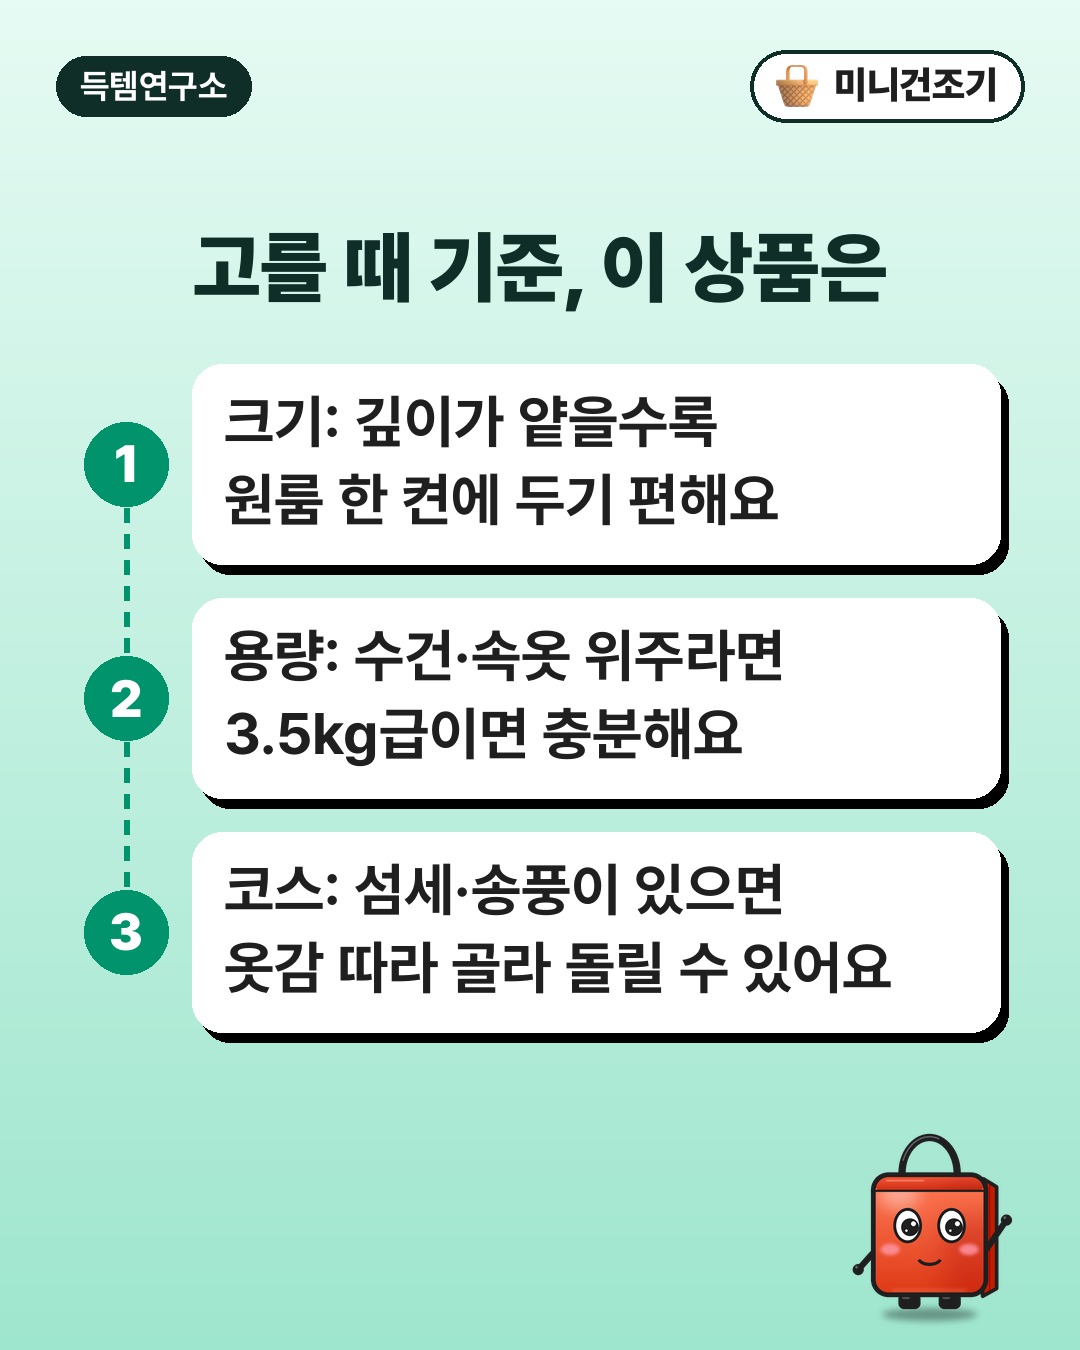 득템연구소
미니건조기
고를 때 기준, 이 상품은
1
크기: 깊이가 얕을수록
원룸 한 켠에 두기 편해요
2
용량: 수건·속옷 위주라면
3.5kg급이면 충분해요
3
코스: 섬세·송풍이 있으면
옷감 따라 골라 돌릴 수 있어요